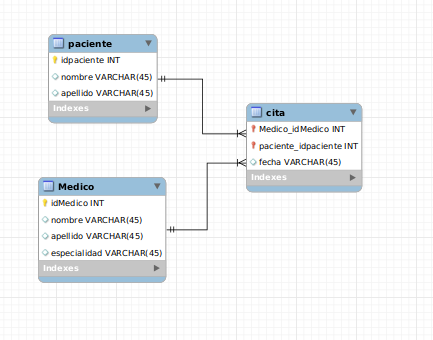 paciente
idpaciente INT
nombre VARCHAR(45)
apellido VARCHAR(45)
Indexes
cita
Medico_idMedico INT
paciente_idpaciente INT
fecha VARCHAR(45)
Indexes
Medico
idMedico INT
nombre VARCHAR(45)
apellido VARCHAR(45)
especialidad VARCHAR(45)
Indexes